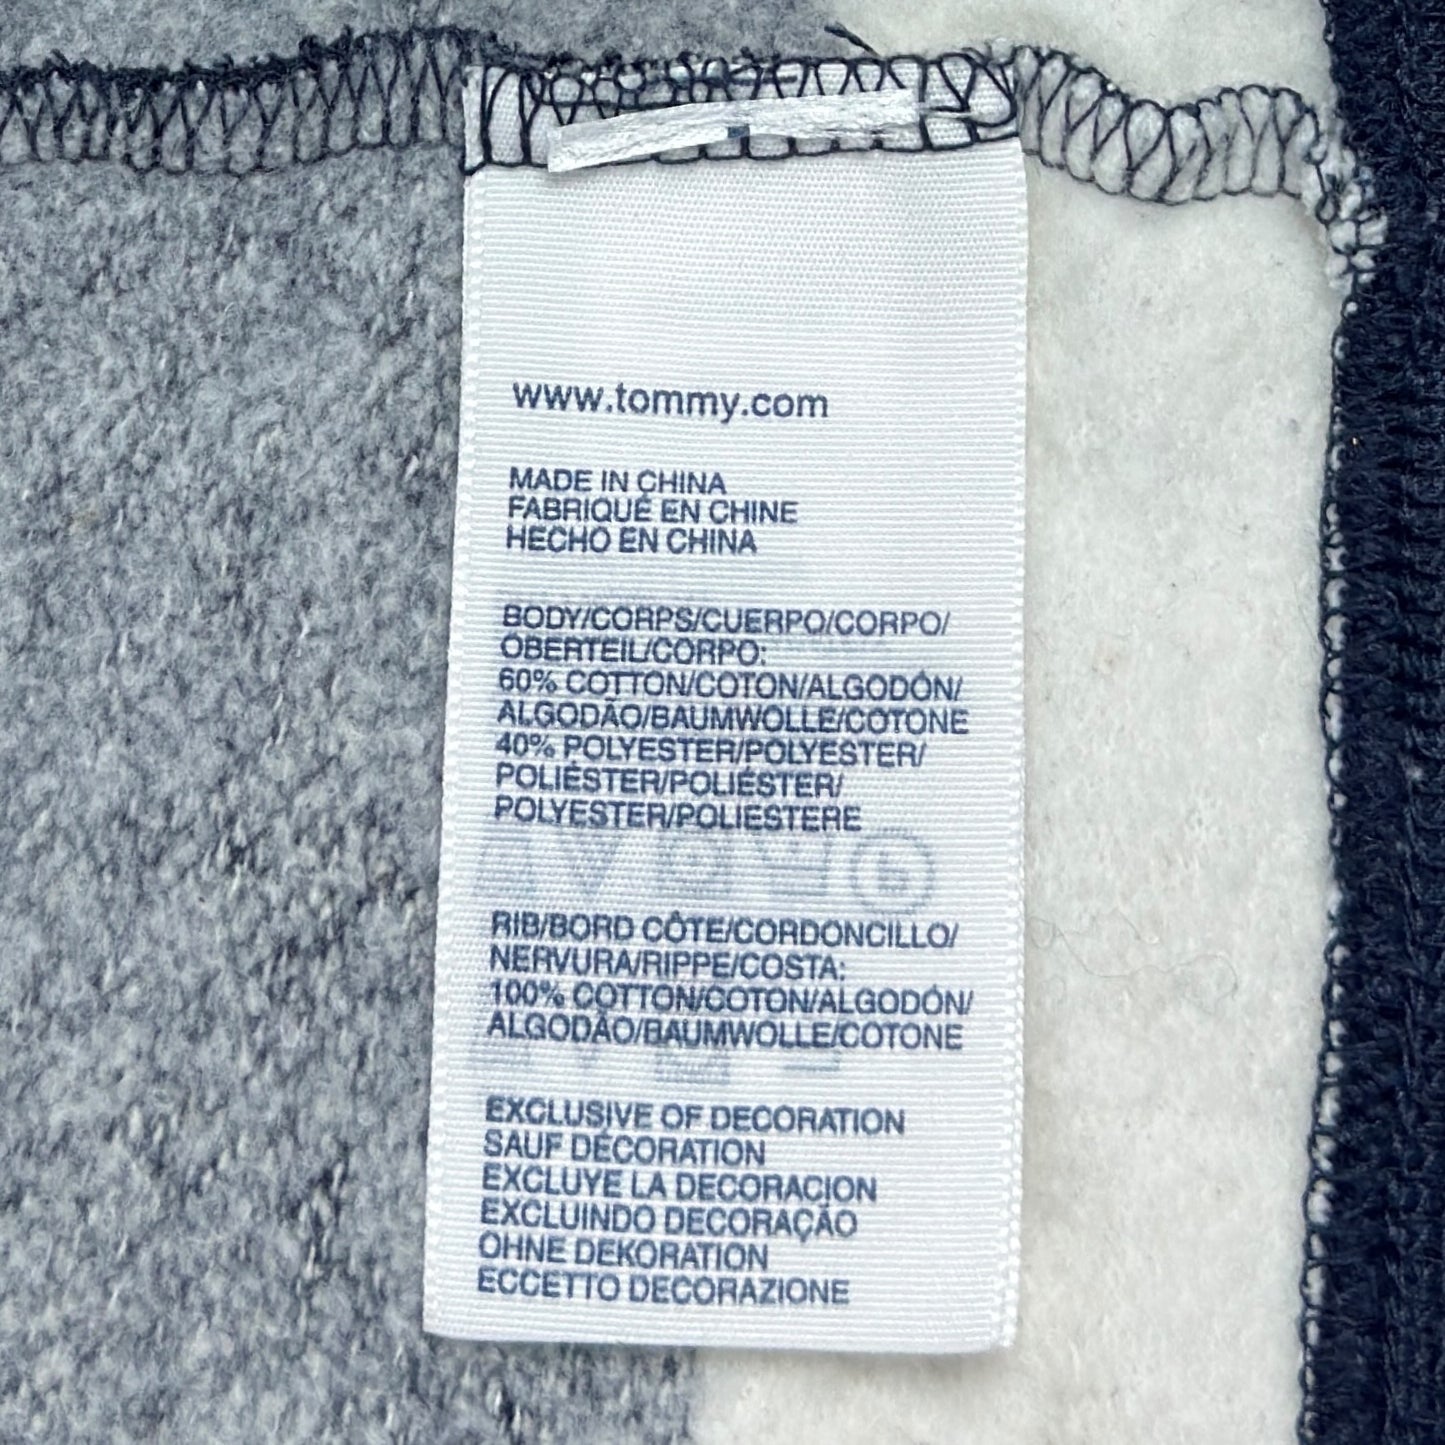 www.tommy.com
MADE IN CHINA
FABRIQUÉ EN CHINE
HECHO EN CHINA
BODY/CORPS/CUERPO/CORPO/
OBERTEIL/CORPO:
60% COTTON/COTON/ALGODÓN/
ALGODÃO/BAUMWOLLE/COTONE
40% POLYESTER/POLYESTER/
POLIÉSTER/POLIÉSTER/
POLYESTER/POLIESTERE
RIB/BORD CÔTE/CORDONCILLO/
NERVURA/RIPPE/COSTA:
100% COTTON/COTON/ALGODÓN/
ALGODÃO/BAUMWOLLE/COTONE
EXCLUSIVE OF DECORATION
SAUF DÉCORATION
EXCLUYE LA DECORACION
EXCLUINDO DECORAÇÃO
OHNE DEKORATION
ECCETTO DECORAZIONE